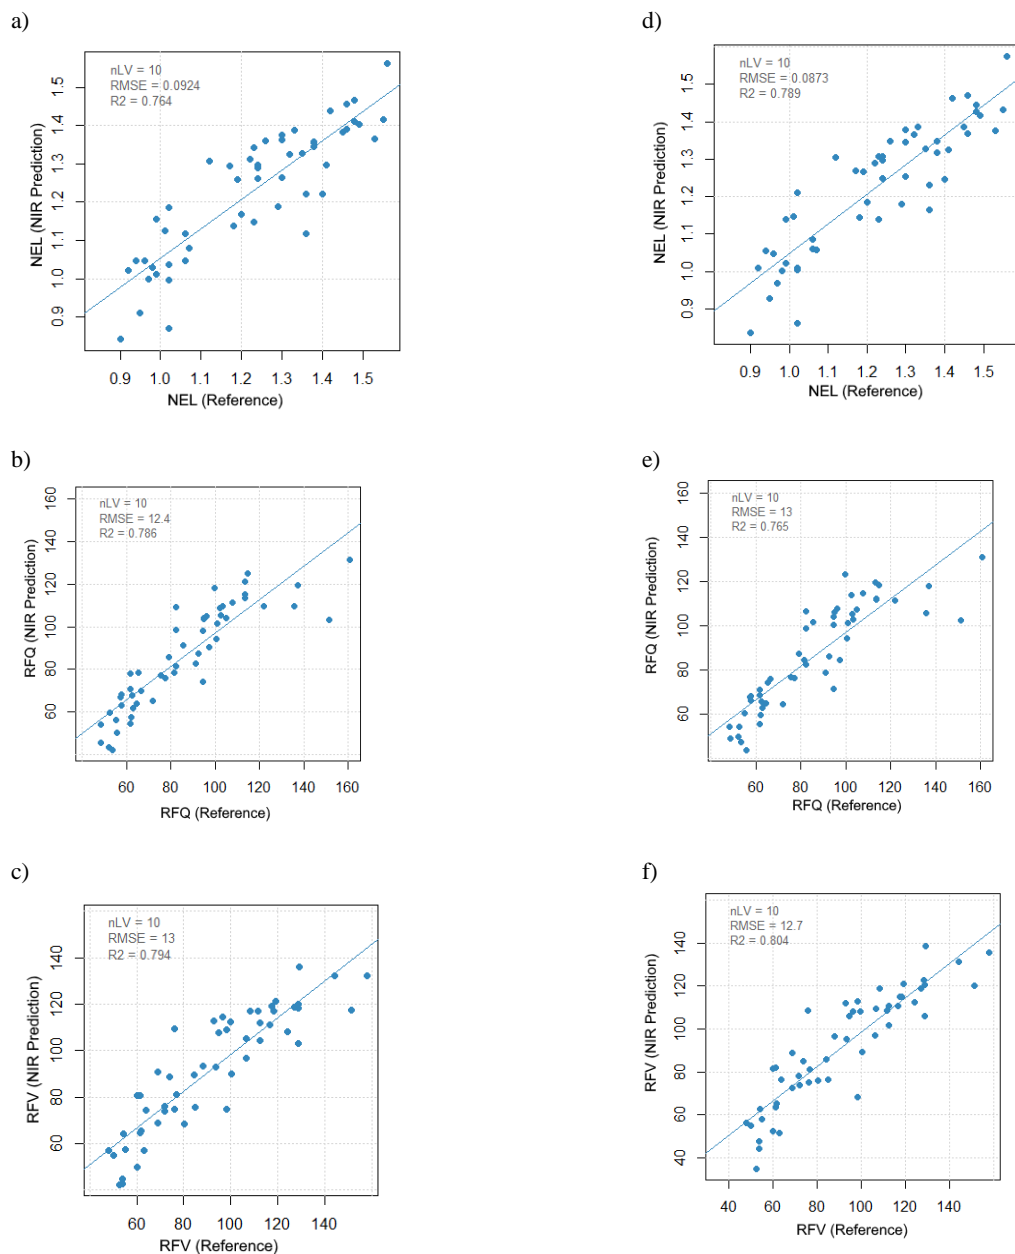 a)
nLV = 10
RMSE = 0.0924
R2 = 0.764
NEL (NIR Prediction)
0.9 1.0 1.1 1.2 1.3 1.4 1.5
0.9 1.0 1.1 1.2 1.3 1.4 1.5
NEL (Reference)
d)
nLV = 10
RMSE = 0.0873
R2 = 0.789
NEL (NIR Prediction)
0.9 1.0 1.1 1.2 1.3 1.4 1.5
0.9 1.0 1.1 1.2 1.3 1.4 1.5
NEL (Reference)
b)
nLV = 10
RMSE = 12.4
R2 = 0.786
RFQ (NIR Prediction)
60 80 100 120 140 160
60 80 100 120 140 160
RFQ (Reference)
e)
nLV = 10
RMSE = 13
R2 = 0.765
RFQ (NIR Prediction)
60 80 100 120 140 160
60 80 100 120 140 160
RFQ (Reference)
c)
nLV = 10
RMSE = 13
R2 = 0.794
RFV (NIR Prediction)
60 80 100 120 140
60 80 100 120 140
RFV (Reference)
f)
nLV = 10
RMSE = 12.7
R2 = 0.804
RFV (NIR Prediction)
40 60 80 100 120 140
40 60 80 100 120 140
RFV (Reference)